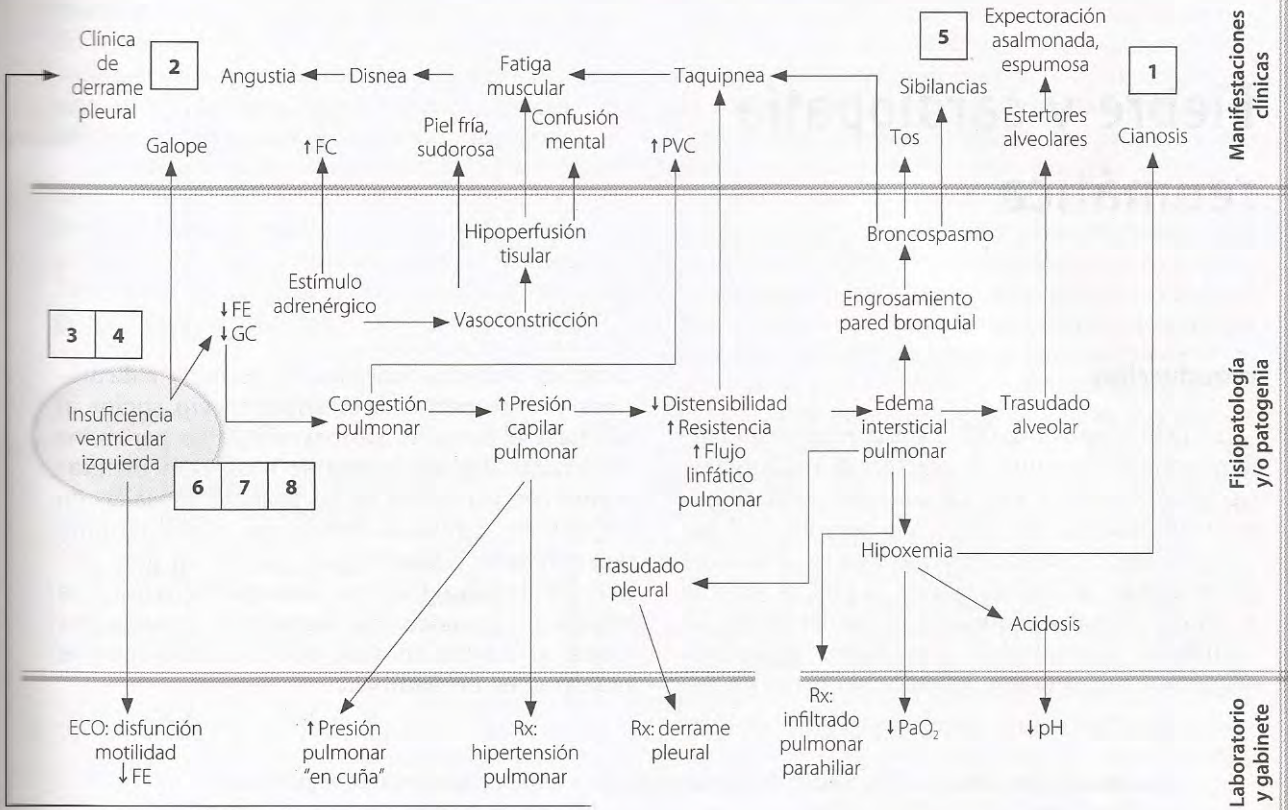 Clínica
de
derrame
pleural
2
Angustia
Disnea
Fatiga
muscular
Taquipnea
5
Expectoración
asalmonada,
espumosa
1
Sibilancias
Galope
↑FC
Piel fría,
sudorosa
Confusión
mental
↑PVC
Tos
Estertores
alveolares
Cianosis
Manifestaciones
clínicas
Hipoperfusión
tisular
Broncospasmo
Estímulo
adrenérgico
Vasoconstricción
Engrosamiento
pared bronquial
3 4
↓FE
↓GC
Insuficiencia
ventricular
izquierda
6 7 8
Congestión
pulmonar
↑Presión
capilar
pulmonar
↓Distensibilidad
↑Resistencia
↑Flujo
linfático
pulmonar
Edema
intersticial
pulmonar
Trasudado
alveolar
Fisiopatología
y/o patogenia
Hipoxemia
Trasudado
pleural
Acidosis
ECO: disfunción
motilidad
↓FE
↑Presión
pulmonar
"en cuña"
Rx:
hipertensión
pulmonar
Rx: derrame
pleural
Rx:
infiltrado
pulmonar
parahiliar
↓PaO₂
↓pH
Laboratorio
y gabinete